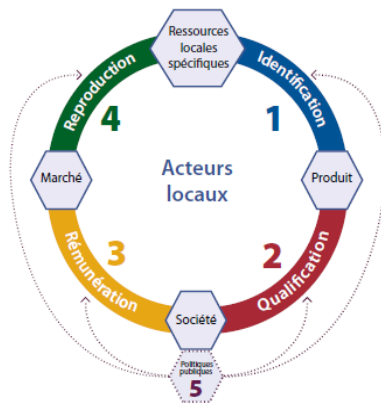 Ressources
locales
spécifiques
Identification
1
Produit
Qualification
2
Société
Rémunération
3
Marché
Reproduction
4
Acteurs
locaux
Politiques
publiques
5